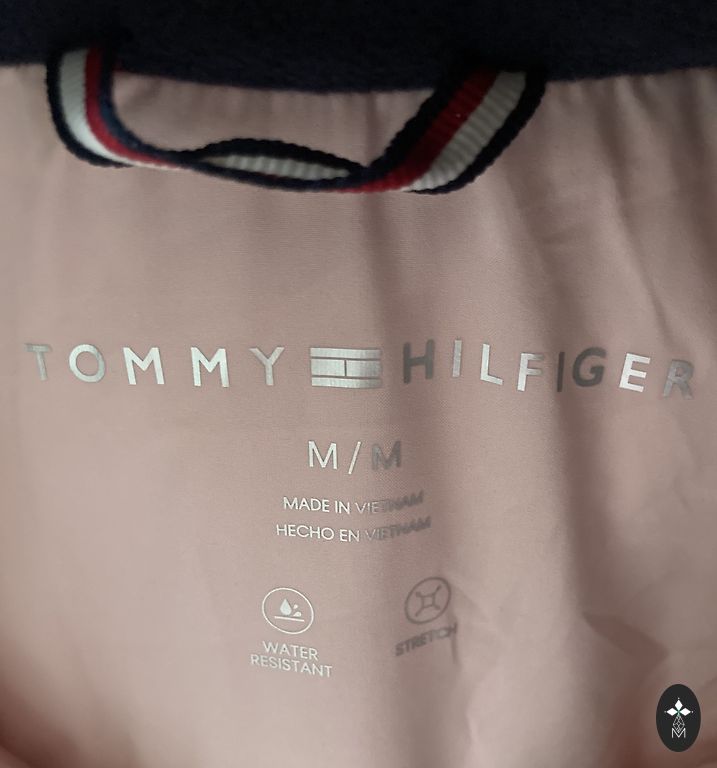 TOMMY HILFIGER
M/M
MADE IN VIETNAM
HECHO EN VIETNAM
WATER RESISTANT
STRETCH
M